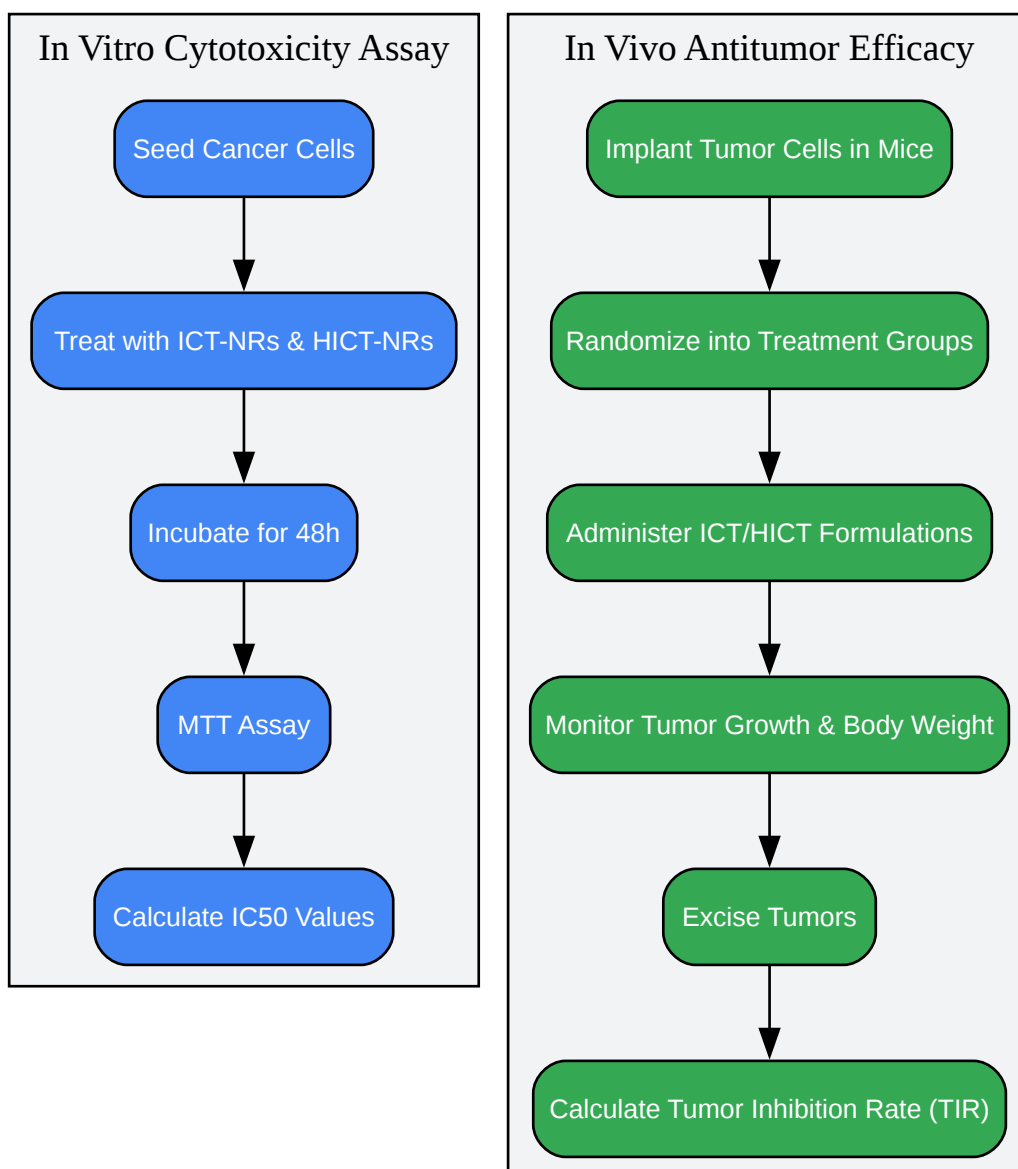 In Vitro Cytotoxicity Assay
Seed Cancer Cells
Treat with ICT-NRs & HICT-NRs
Incubate for 48h
MTT Assay
Calculate IC50 Values
In Vivo Antitumor Efficacy
Implant Tumor Cells in Mice
Randomize into Treatment Groups
Administer ICT/HICT Formulations
Monitor Tumor Growth & Body Weight
Excise Tumors
Calculate Tumor Inhibition Rate (TIR)